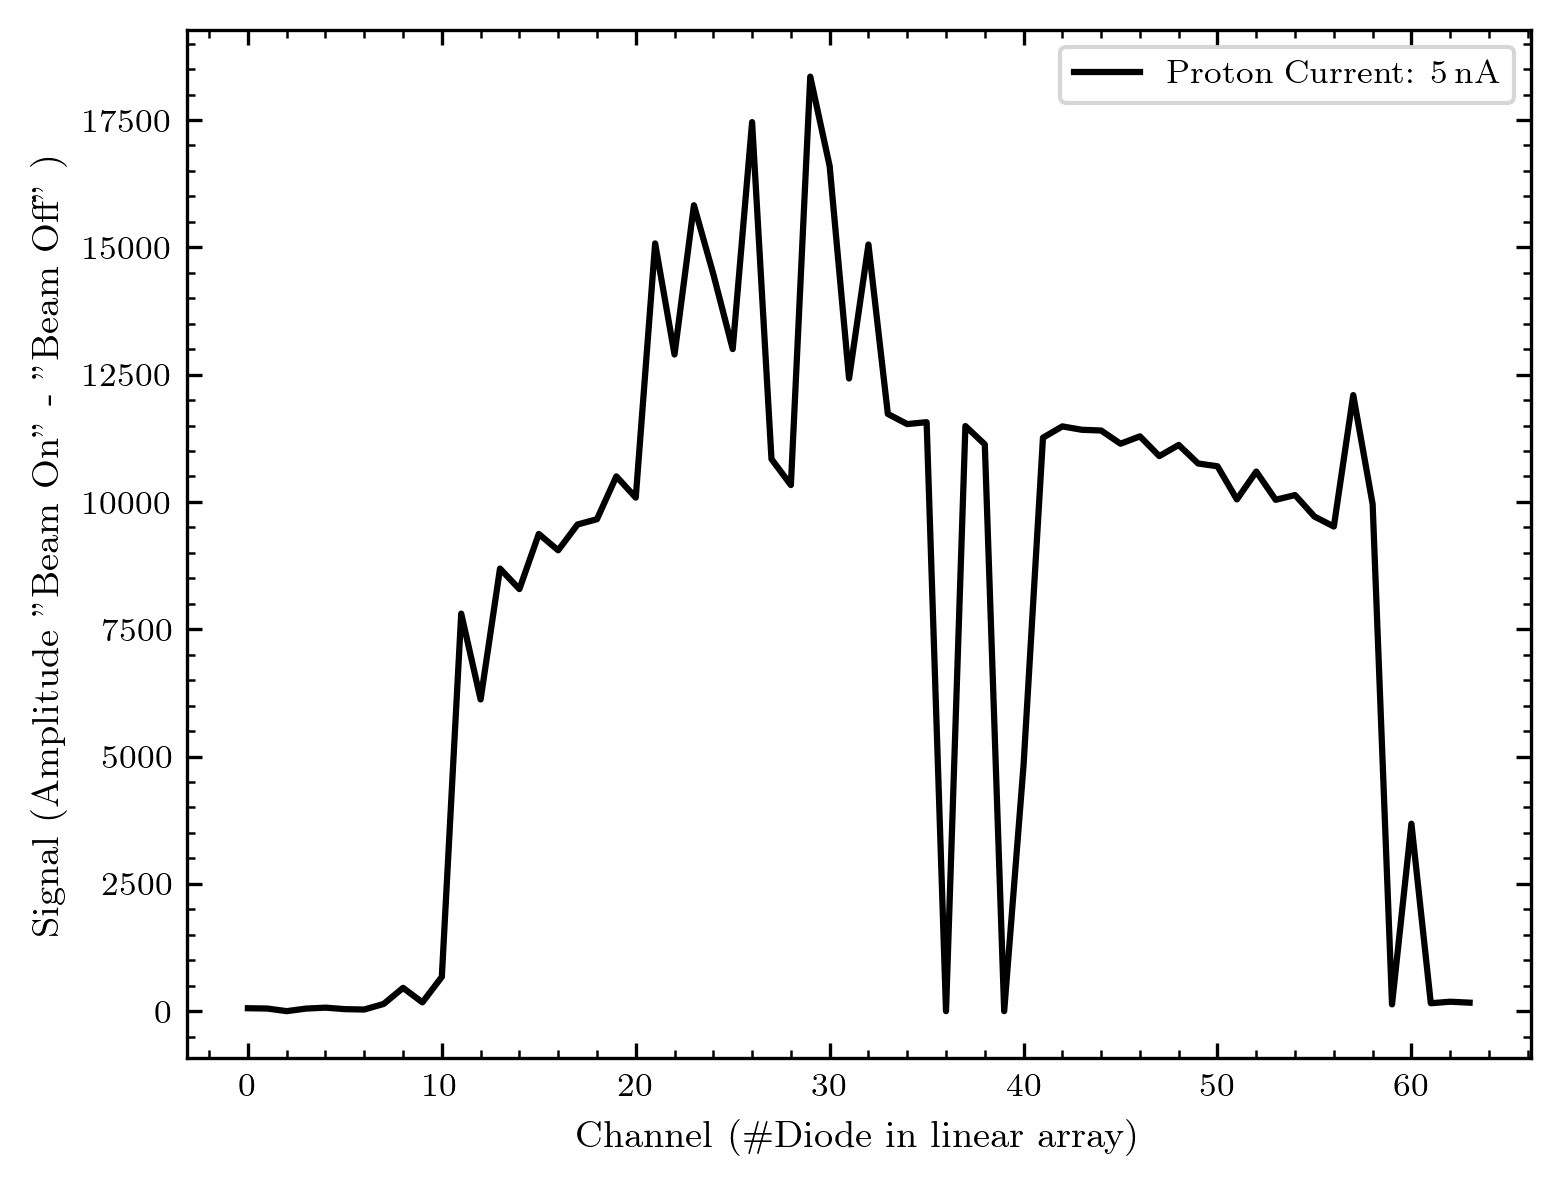 Proton Current: 5 nA
Signal (Amplitude ”Beam On” - ”Beam Off” )
17500
15000
12500
10000
7500
5000
2500
0
0 10 20 30 40 50 60
Channel (#Diode in linear array)